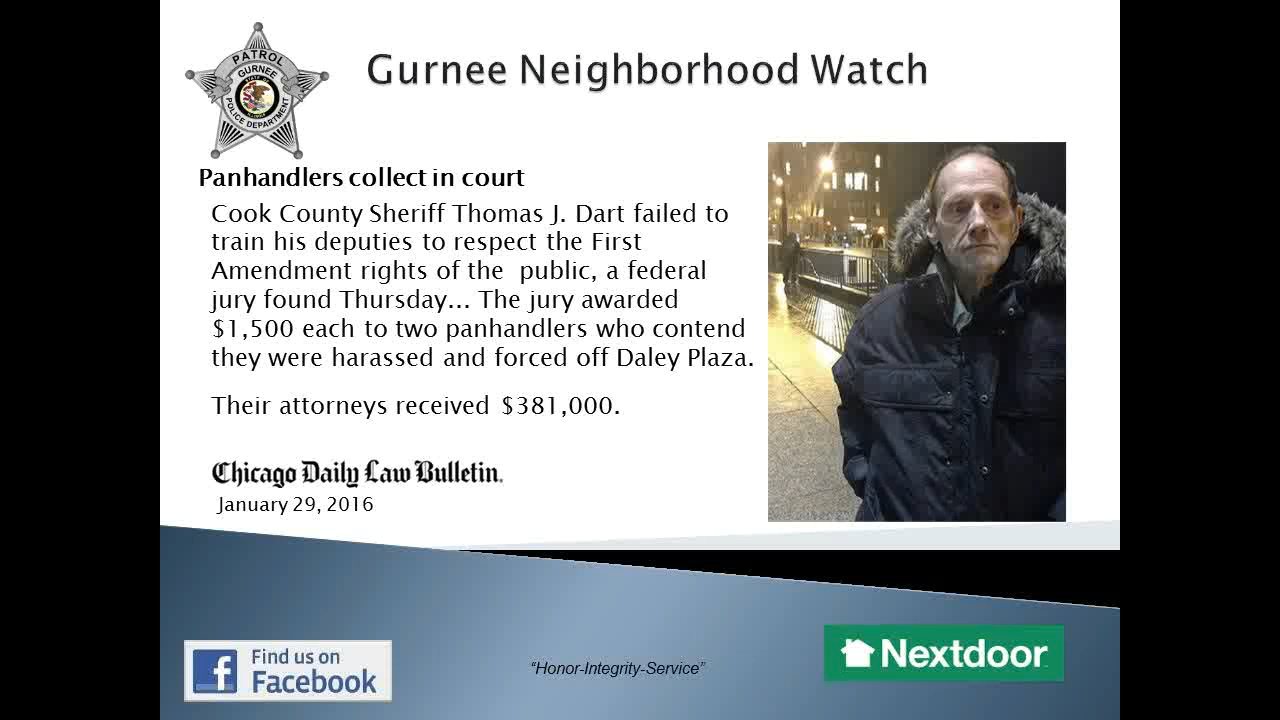 PATROL
GURNEE
POLICE DEPARTMENT
Gurnee Neighborhood Watch
Panhandlers collect in court
Cook County Sheriff Thomas J. Dart failed to
train his deputies to respect the First
Amendment rights of the public, a federal
jury found Thursday... The jury awarded
$1,500 each to two panhandlers who contend
they were harassed and forced off Daley Plaza.
Their attorneys received $381,000.
Chicago Daily Law Bulletin.
January 29, 2016
Find us on
Facebook
“Honor-Integrity-Service”
Nextdoor